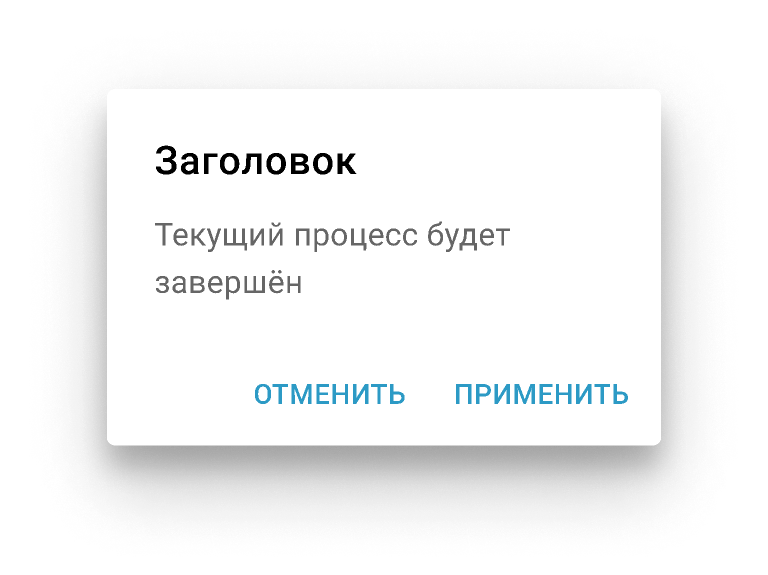 Заголовок
Текущий процесс будет
завершён
ОТМЕНИТЬ ПРИМЕНИТЬ